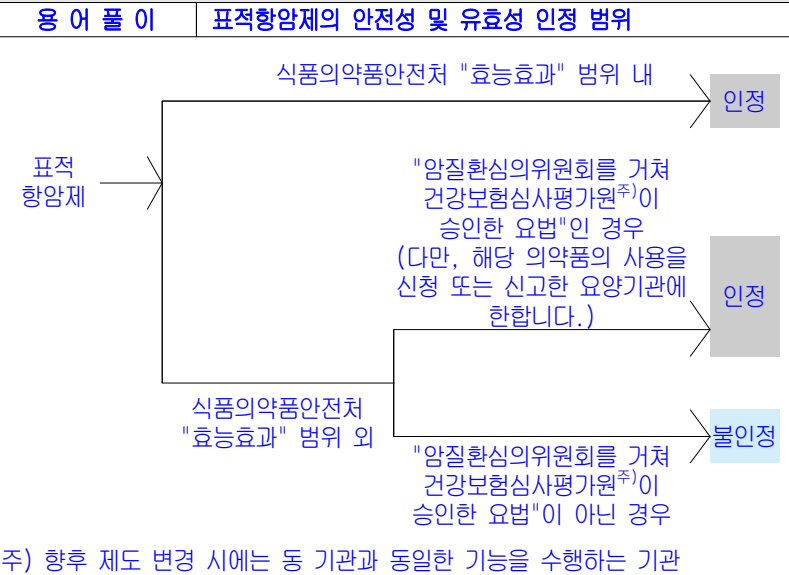 용 어 풀 이 표적항암제의 안전성 및 유효성 인정 범위
식품의약품안전처 "효능효과" 범위 내
인정
표적
항암제
"암질환심의위원회를 거쳐
건강보험심사평가원주)이
승인한 요법"인 경우
(다만, 해당 의약품의 사용을
신청 또는 신고한 요양기관에
한합니다.)
인정
식품의약품안전처
"효능효과" 범위 외
불인정
"암질환심의위원회를 거쳐
건강보험심사평가원주)이
승인한 요법"이 아닌 경우
주) 향후 제도 변경 시에는 동 기관과 동일한 기능을 수행하는 기관